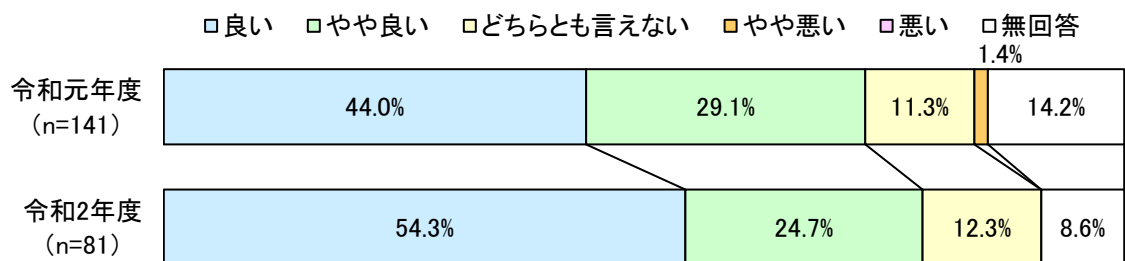 良い やや良い どちらとも言えない やや悪い 悪い 無回答
1.4%
令和元年度
(n=141)
44.0% 29.1% 11.3% 14.2%
令和2年度
(n=81)
54.3% 24.7% 12.3% 8.6%